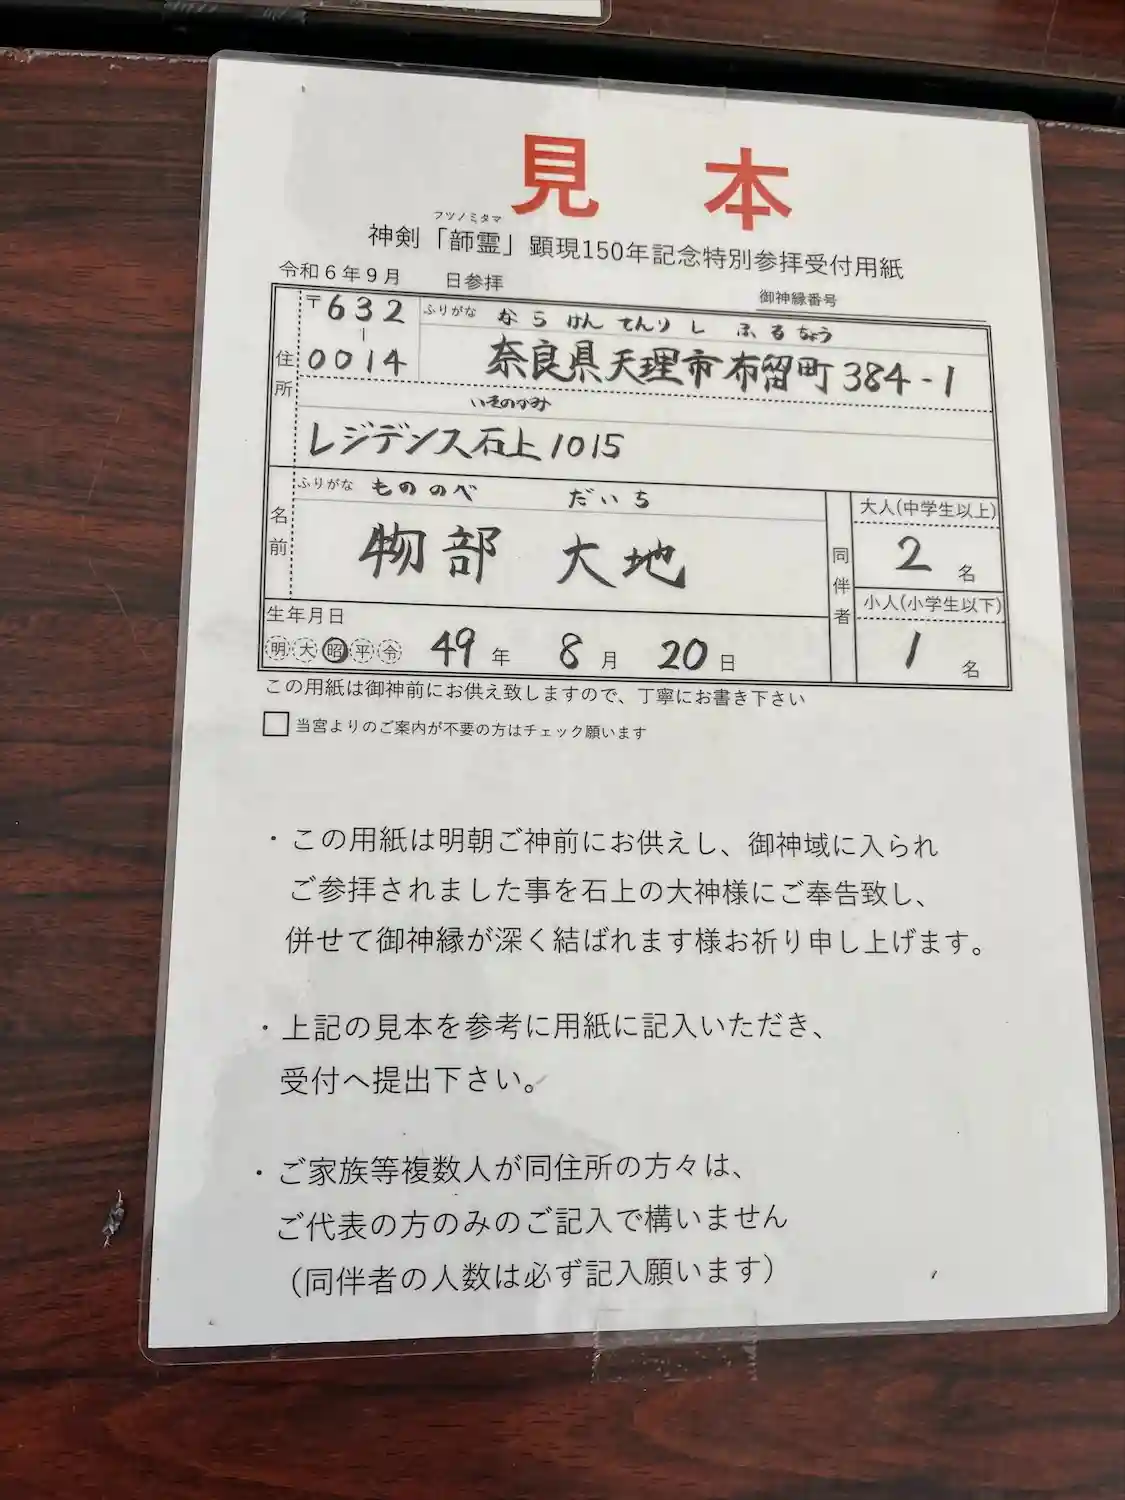 見本
フツノミタマ
神剣「韴霊」顕現150年記念特別参拝受付用紙
令和6年9月 日参拝
御神縁番号
住所
〒632-0014
ふりがな ならけんてんりし ふるちょう
奈良県天理市布留町384-1
いそのかみ
レジデンス石上1015
名前
ふりがな もののべ だいち
物部 大地
生年月日
明 大 昭 平 令 49年 8月 20日
同伴者
大人(中学生以上)
2名
小人(小学生以下)
1名
この用紙は御神前にお供え致しますので、丁寧にお書き下さい
当宮よりのご案内が不要の方はチェック願います
・この用紙は明朝ご神前にお供えし、御神域に入られ
ご参拝されました事を石上の大神様にご奉告致し、
併せて御神縁が深く結ばれます様お祈り申し上げます。
・上記の見本を参考に用紙に記入いただき、
受付へ提出下さい。
・ご家族等複数人が同住所の方々は、
ご代表の方のみのご記入で構いません
（同伴者の人数は必ず記入願います）